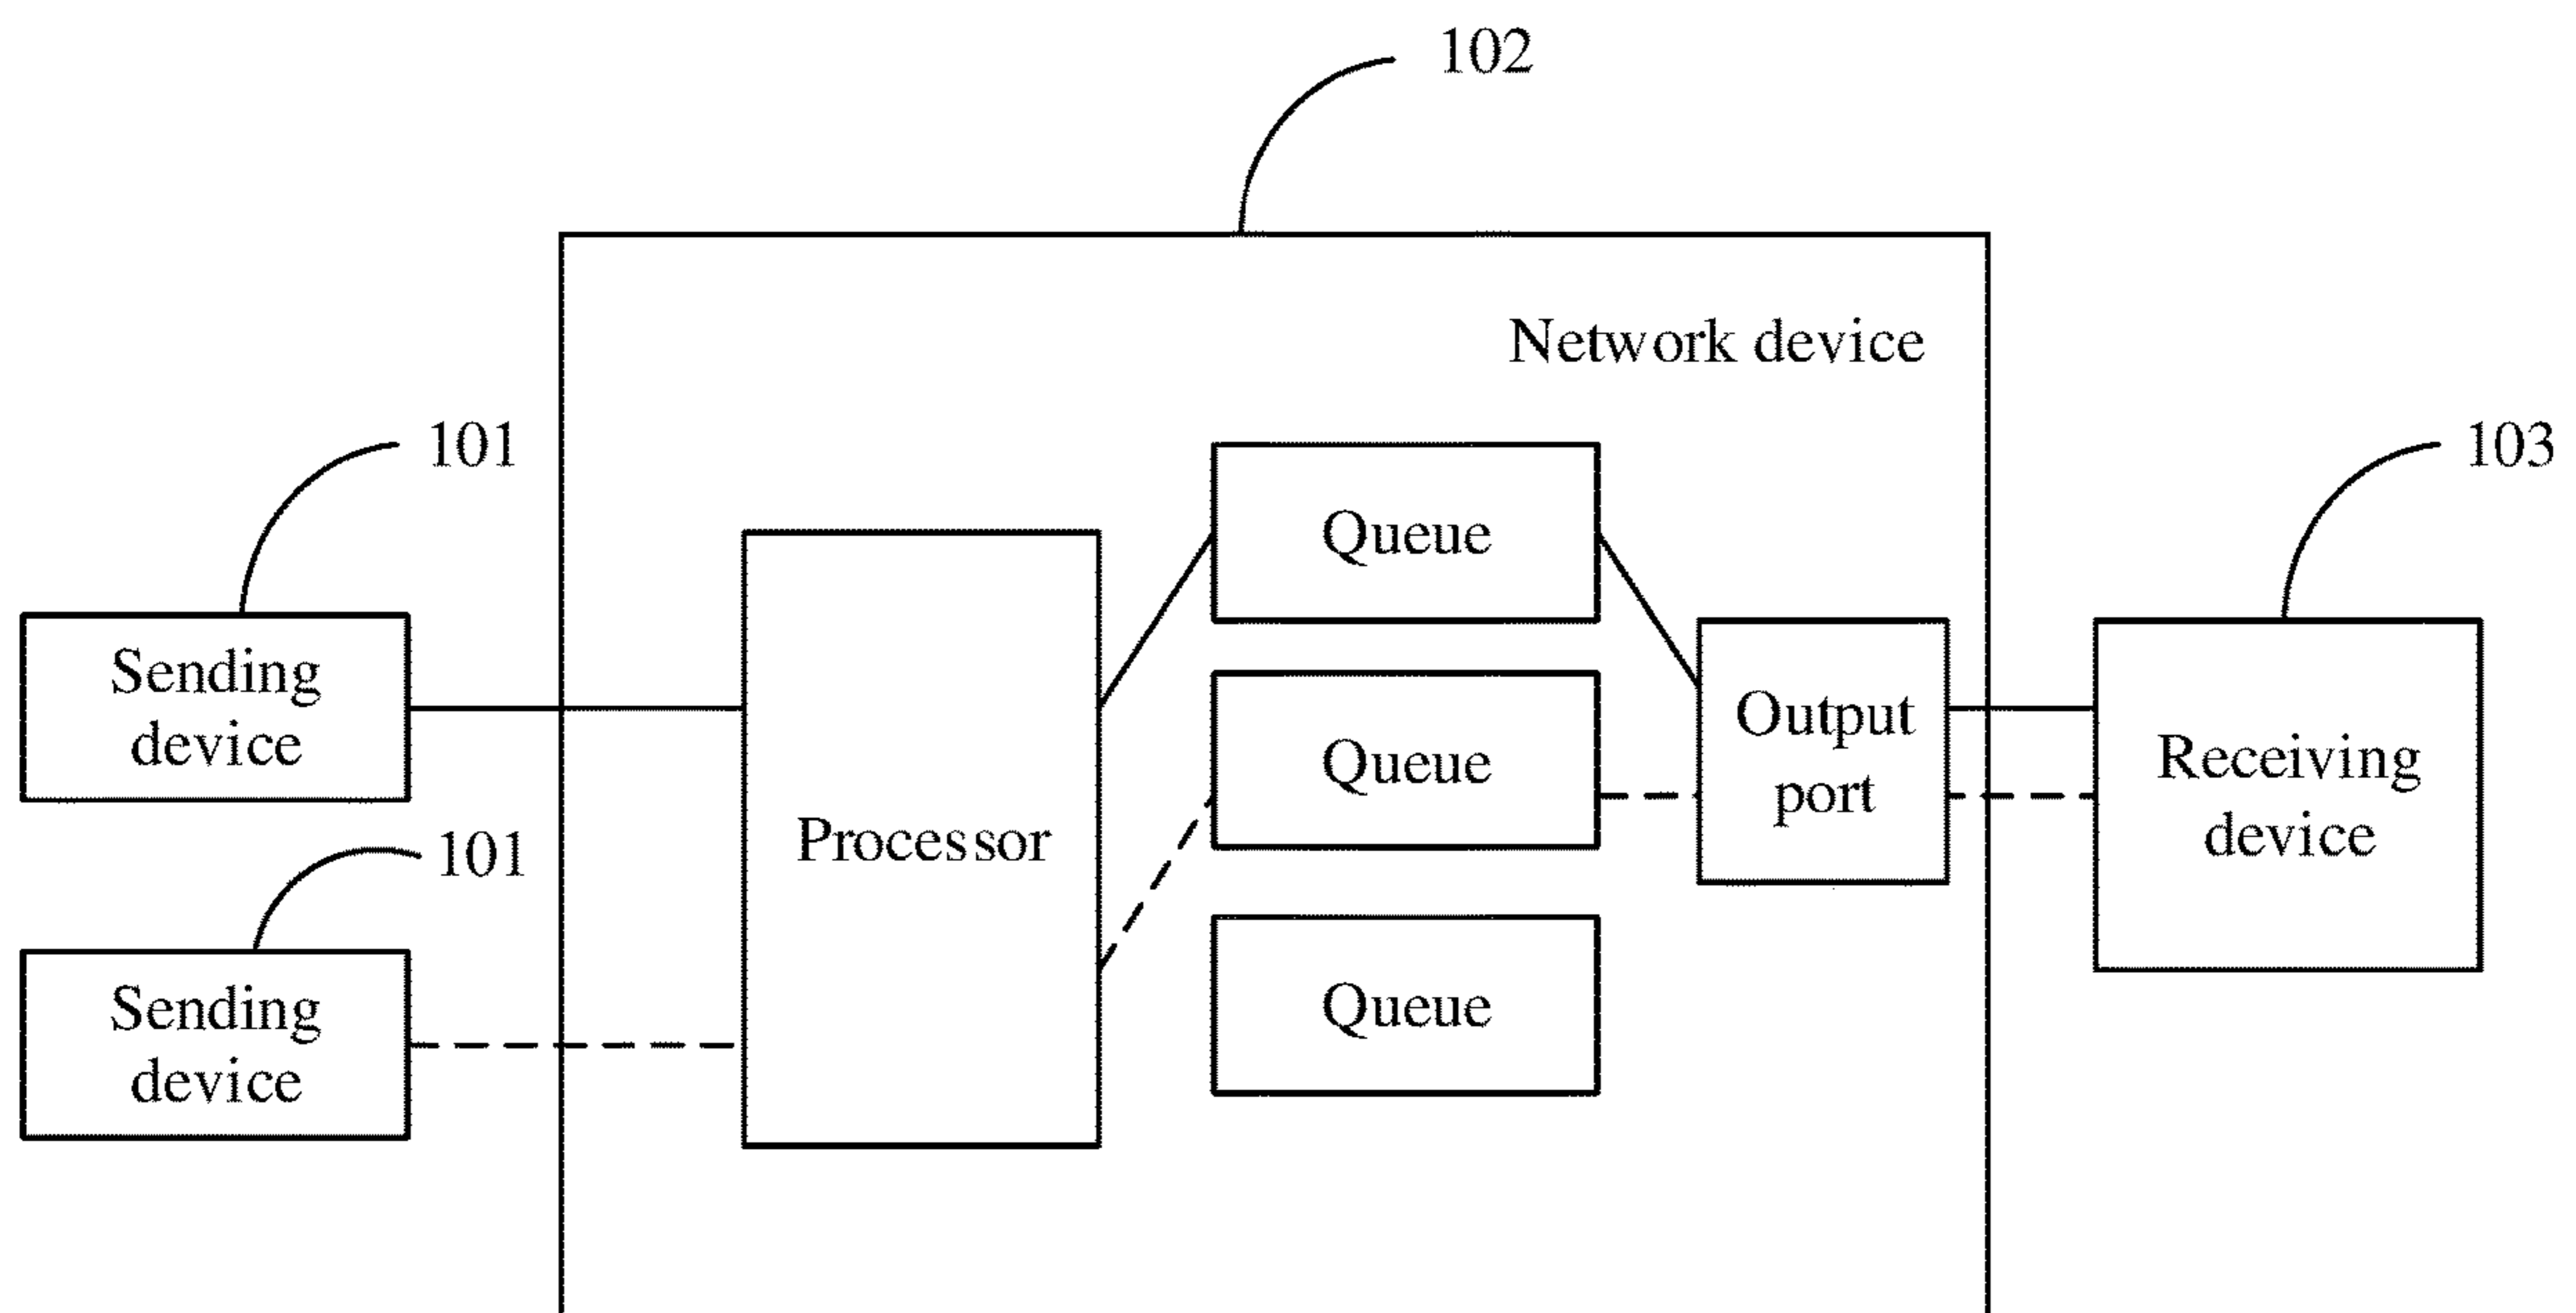 102
Network device
101
103
Queue
Sending
device
Output
port
Queue
Receiving
device
Processor
101
Sending
device
Queue